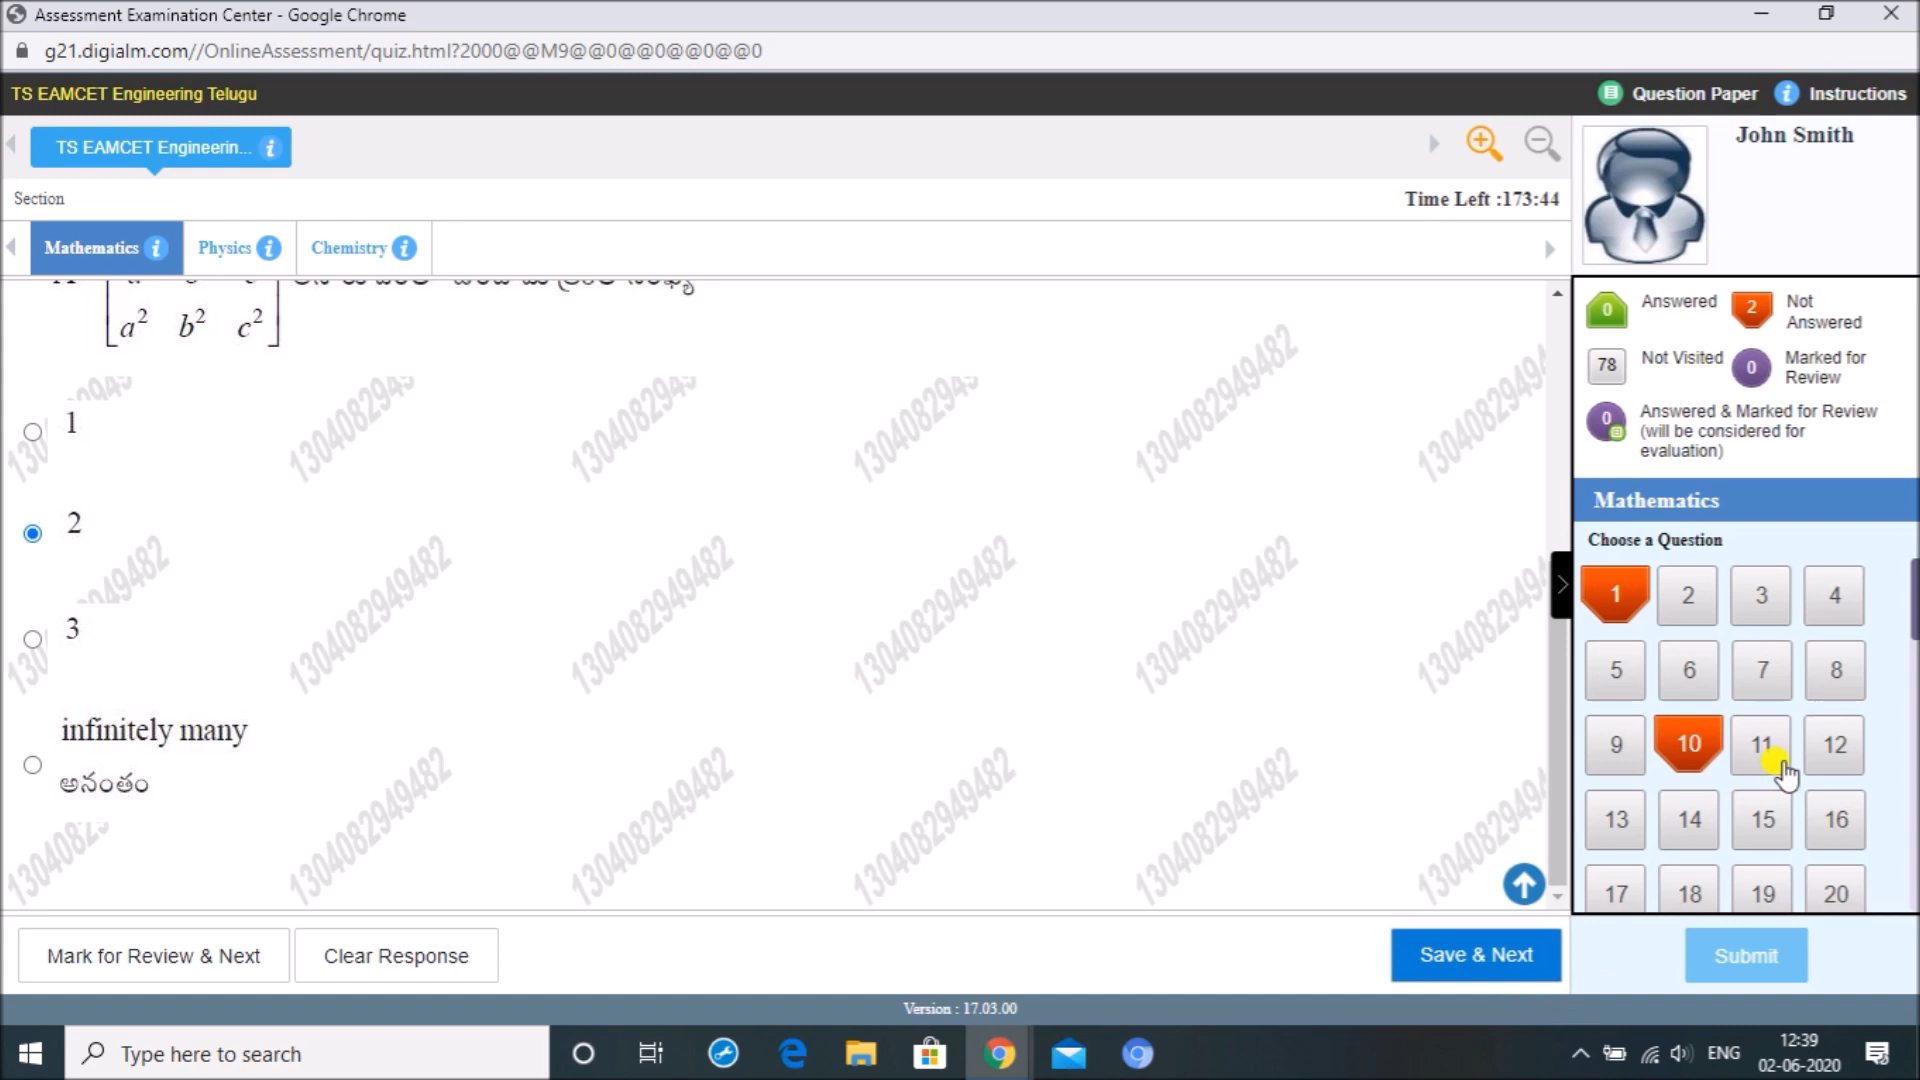 Assessment Examination Center - Google Chrome
g21.digialm.com//OnlineAssessment/quiz.html?2000@@M9@@0@@0@@0@@0
TS EAMCET Engineering Telugu
Question Paper
Instructions
TS EAMCET Engineerin...
John Smith
Section
Time Left :173:44
Mathematics
Physics
Chemistry
a² b² c²
1
2
3
infinitely many
అనంతం
0 Answered
2 Not Answered
78 Not Visited
0 Marked for Review
0 Answered & Marked for Review
(will be considered for
evaluation)
Mathematics
Choose a Question
1 2 3 4
5 6 7 8
9 10 11 12
13 14 15 16
17 18 19 20
Mark for Review & Next
Clear Response
Save & Next
Submit
Version : 17.03.00
Type here to search
ENG
12:39
02-06-2020
1304082949482